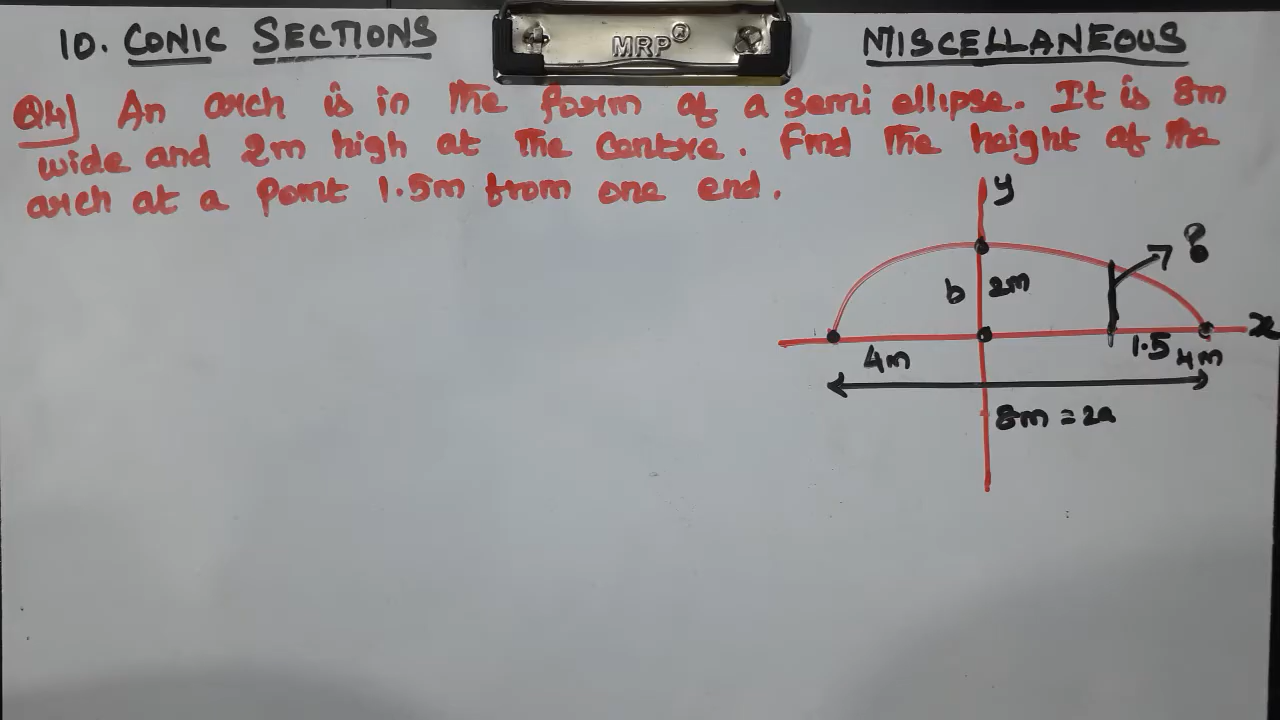 10. CONIC SECTIONS
MRP®
MISCELLANEOUS
Q4] An arch is in the form of a semi ellipse. It is 8m
wide and 2m high at the centre. Find the height of the
arch at a point 1.5m from one end.
y
?
b 2m
x
4m
1.5 4m
8m = 2a